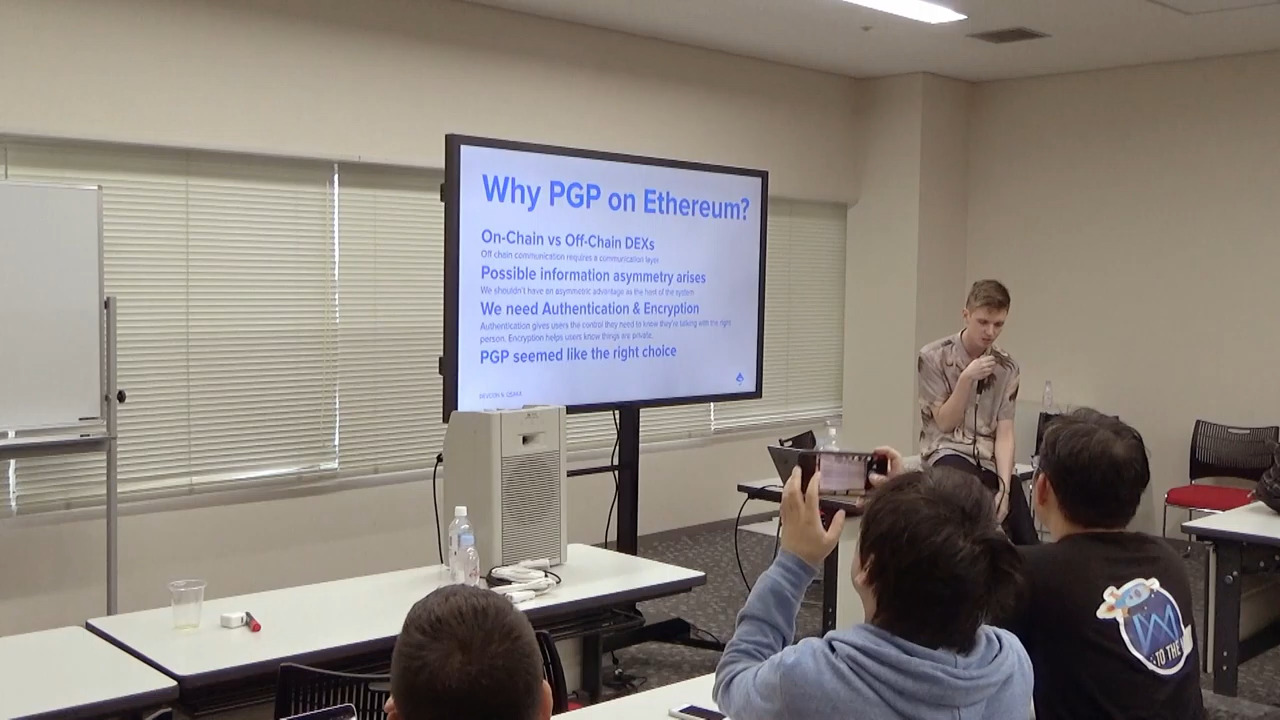 Why PGP on Ethereum?
On-Chain vs Off-Chain DEXs
Off chain communication requires a communication layer
Possible information asymmetry arises
We shouldn't have an asymmetric advantage as the host of the system
We need Authentication & Encryption
Authentication gives users the control they need to know they're talking with the right
person. Encryption helps users know things are private.
PGP seemed like the right choice
DEVCON 5: OSAKA
TO THE